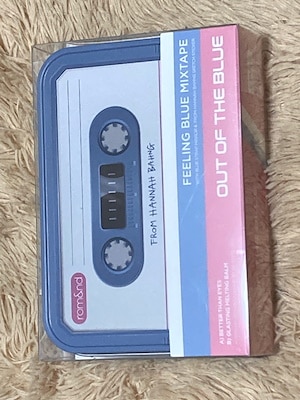 rom&nd
FROM HANNAH BAHNG
FEELING BLUE MIXTAPE
OUT OF THE BLUE
A) BETTER THAN EYES
B) GLASTING MELTING BALM